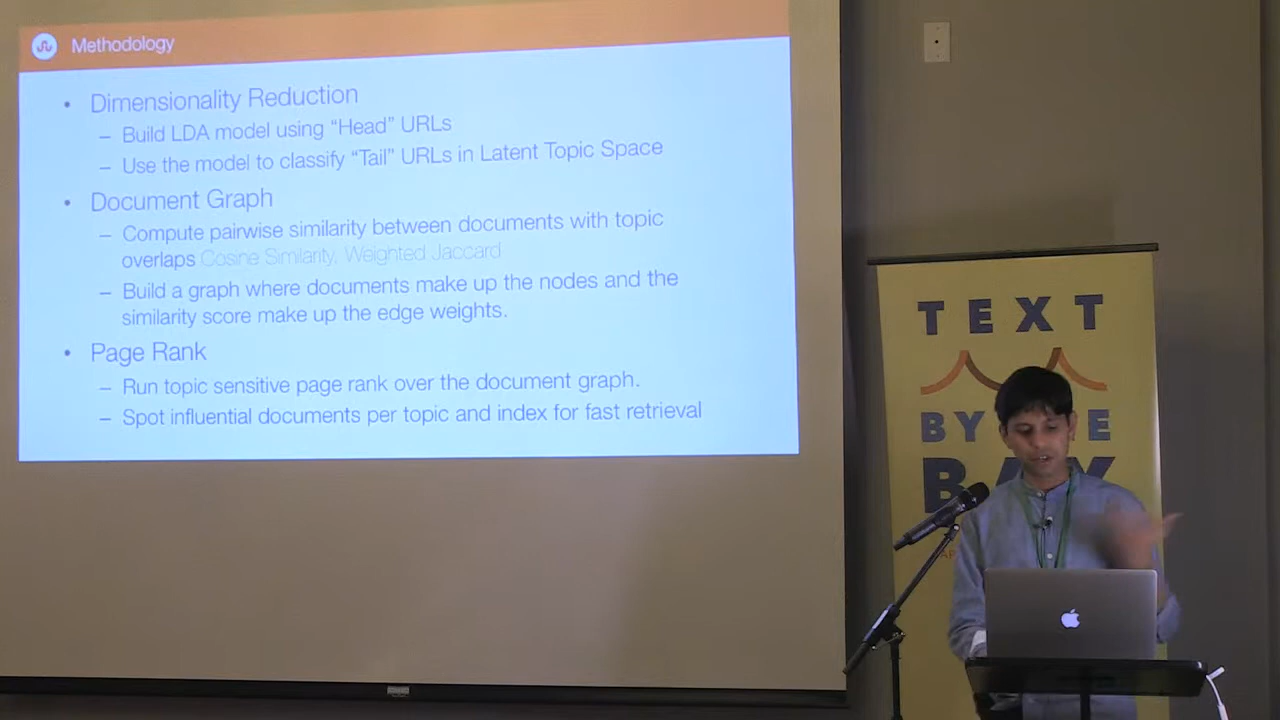 Methodology
• Dimensionality Reduction
– Build LDA model using “Head” URLs
– Use the model to classify “Tail” URLs in Latent Topic Space
• Document Graph
– Compute pairwise similarity between documents with topic
overlaps Cosine Similarity, Weighted Jaccard
– Build a graph where documents make up the nodes and the
similarity score make up the edge weights.
• Page Rank
– Run topic sensitive page rank over the document graph.
– Spot influential documents per topic and index for fast retrieval
TEXT
BY
BAY